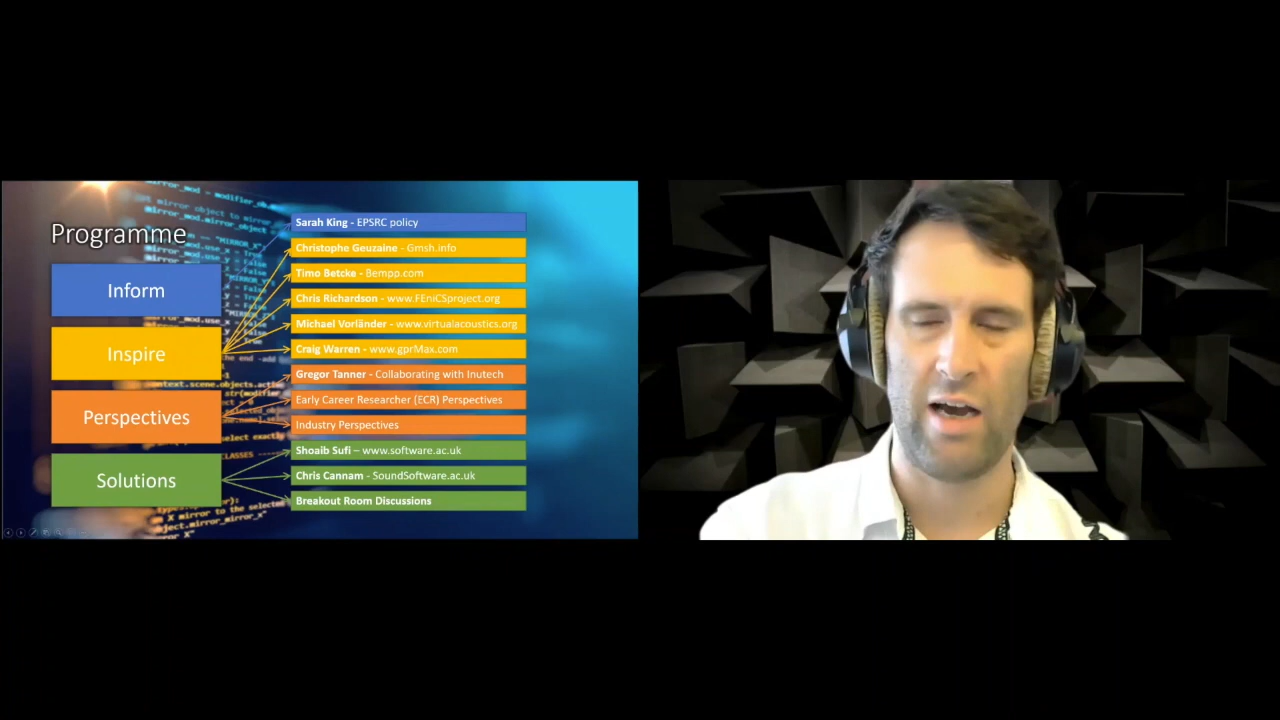 Programme
Inform
Inspire
Perspectives
Solutions
Sarah King - EPSRC policy
Christophe Geuzaine - Gmsh.info
Timo Betcke - Bempp.com
Chris Richardson - www.FEniCSproject.org
Michael Vorländer - www.virtualacoustics.org
Craig Warren - www.gprMax.com
Gregor Tanner - Collaborating with Inutech
Early Career Researcher (ECR) Perspectives
Industry Perspectives
Shoaib Sufi – www.software.ac.uk
Chris Cannam - SoundSoftware.ac.uk
Breakout Room Discussions